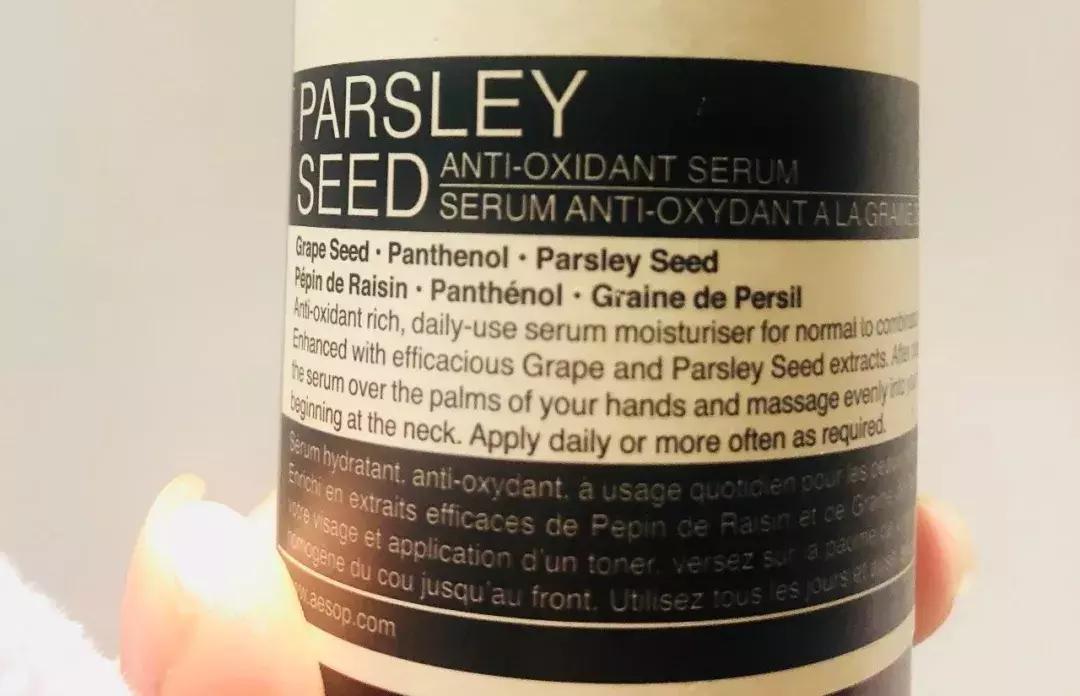 PARSLEY
SEED
ANTI-OXIDANT SERUM
SERUM ANTI-OXYDANT A LA GRAINE
Grape Seed · Panthenol · Parsley Seed
Pépin de Raisin · Panthénol · Graine de Persil
Anti-oxidant rich, daily-use serum moisturiser for normal to
Enhanced with efficacious Grape and Parsley Seed extracts. After
the serum over the palms of your hands and massage evenly into
beginning at the neck. Apply daily or more often as required.
Sérum hydratant, anti-oxydant, à usage quotidien pour les
Enrichi en extraits efficaces de Pepin de Raisin et de
votre visage et application d'un toner, versez sur la paume de
homogène du cou jusqu'au front. Utilisez tous les jours et
www.aesop.com